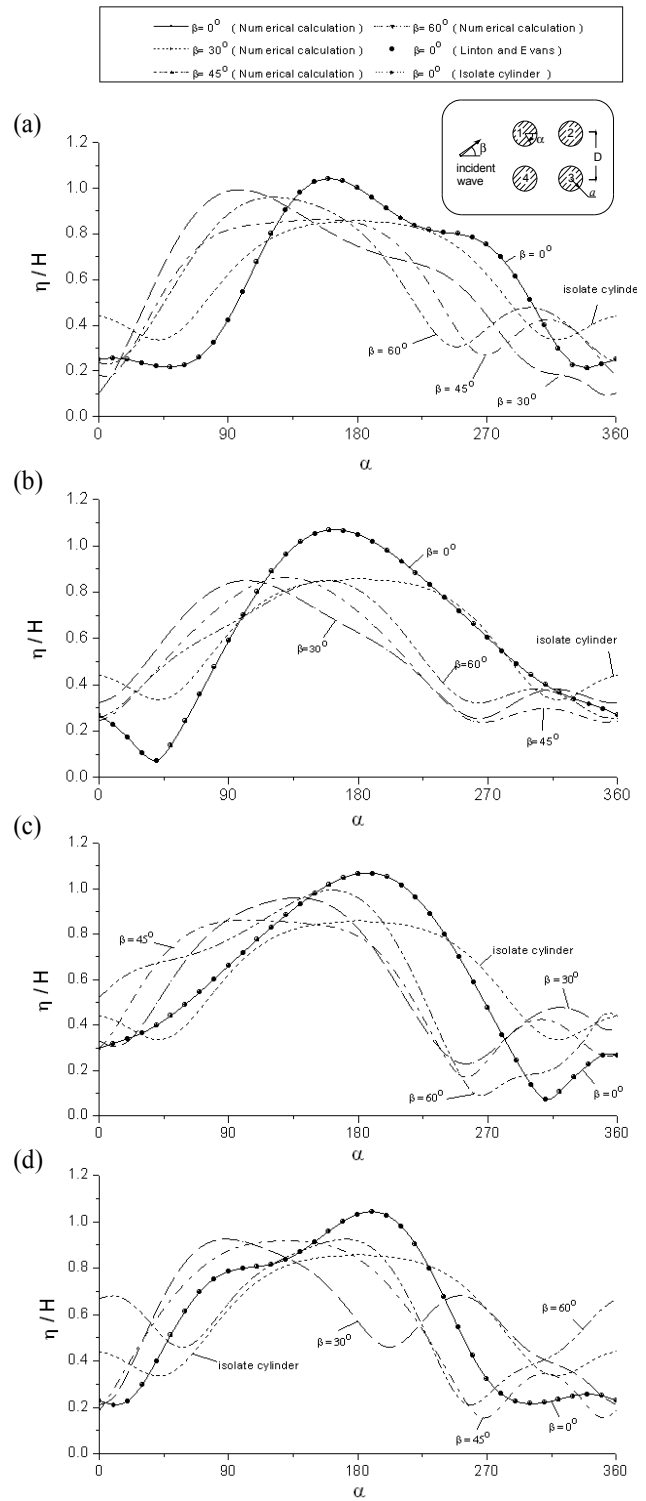 β= 0° ( Numerical calculation )
β= 60° ( Numerical calculation )
β= 30° ( Numerical calculation )
β= 0° ( Linton and Evans )
β= 45° ( Numerical calculation )
β= 0° ( Isolate cylinder )
(a)
1.2
1.0
0.8
0.6
0.4
0.2
0.0
η / H
0 90 180 270 360
α
β
incident
wave
1
α
2
D
4
3
a
β= 0°
isolate cylinde
β= 60°
β= 45°
β= 30°
(b)
1.2
1.0
0.8
0.6
0.4
0.2
0.0
η / H
0 90 180 270 360
α
β= 0°
isolate cylinder
β=30°
β=60°
β= 45°
(c)
1.2
1.0
0.8
0.6
0.4
0.2
0.0
η / H
0 90 180 270 360
α
β= 45°
isolate cylinder
β= 30°
β= 60°
β= 0°
(d)
1.2
1.0
0.8
0.6
0.4
0.2
0.0
η / H
0 90 180 270 360
α
β= 60°
β= 30°
isolate cylinder
β= 0°
β= 45°